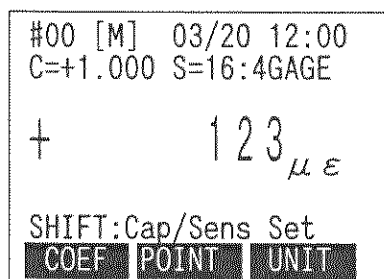 #00 [M] 03/20 12:00
C=+1.000 S=16:4GAGE
+ 123 με
SHIFT:Cap/Sens Set
COEF POINT UNIT